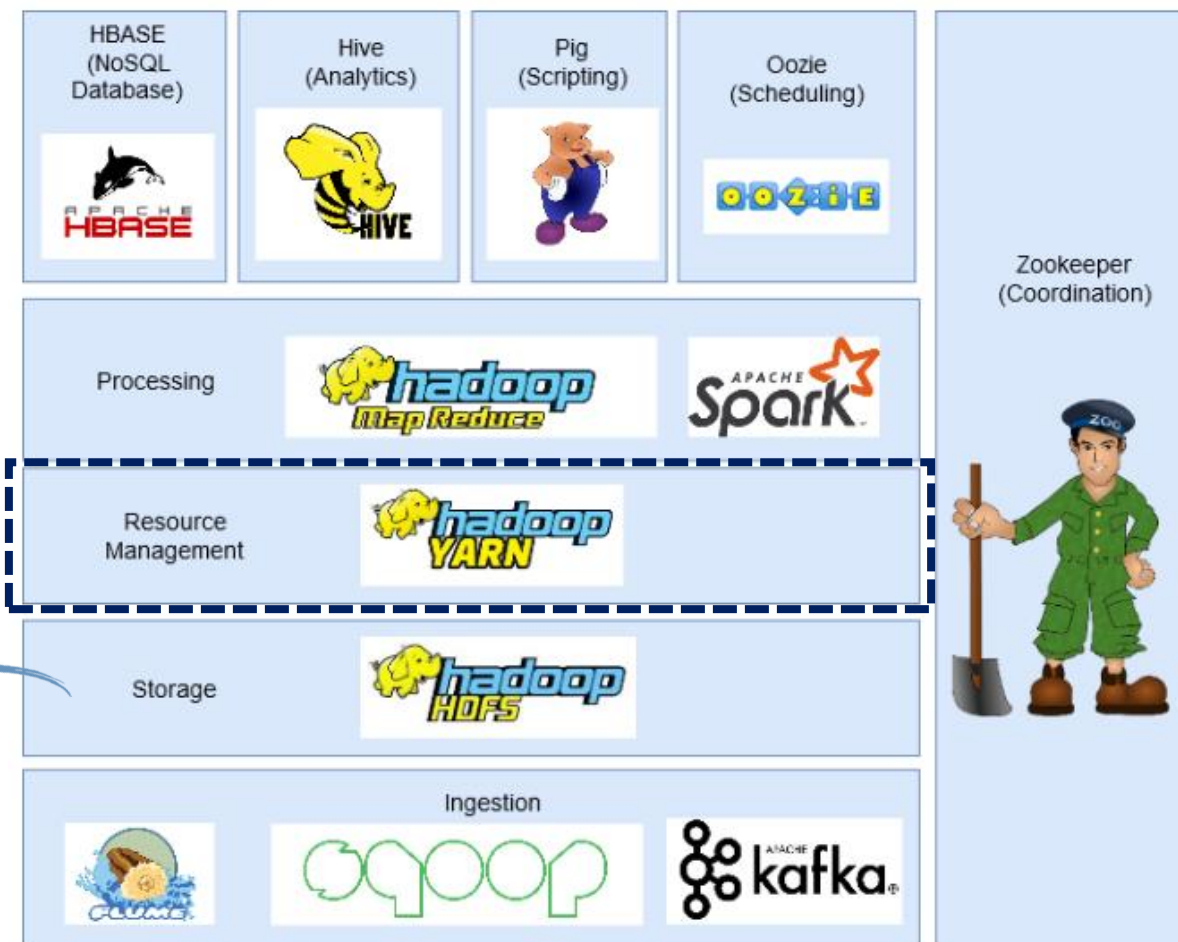 HBASE
(NoSQL
Database)
APACHE
HBASE
Hive
(Analytics)
HIVE
Pig
(Scripting)
Oozie
(Scheduling)
OOZiE
Zookeeper
(Coordination)
ZOO
Processing
hadoop
Map Reduce
APACHE
Spark
Resource
Management
hadoop
YARN
Storage
hadoop
HDFS
Ingestion
FLUME
sqoop
APACHE
kafka®